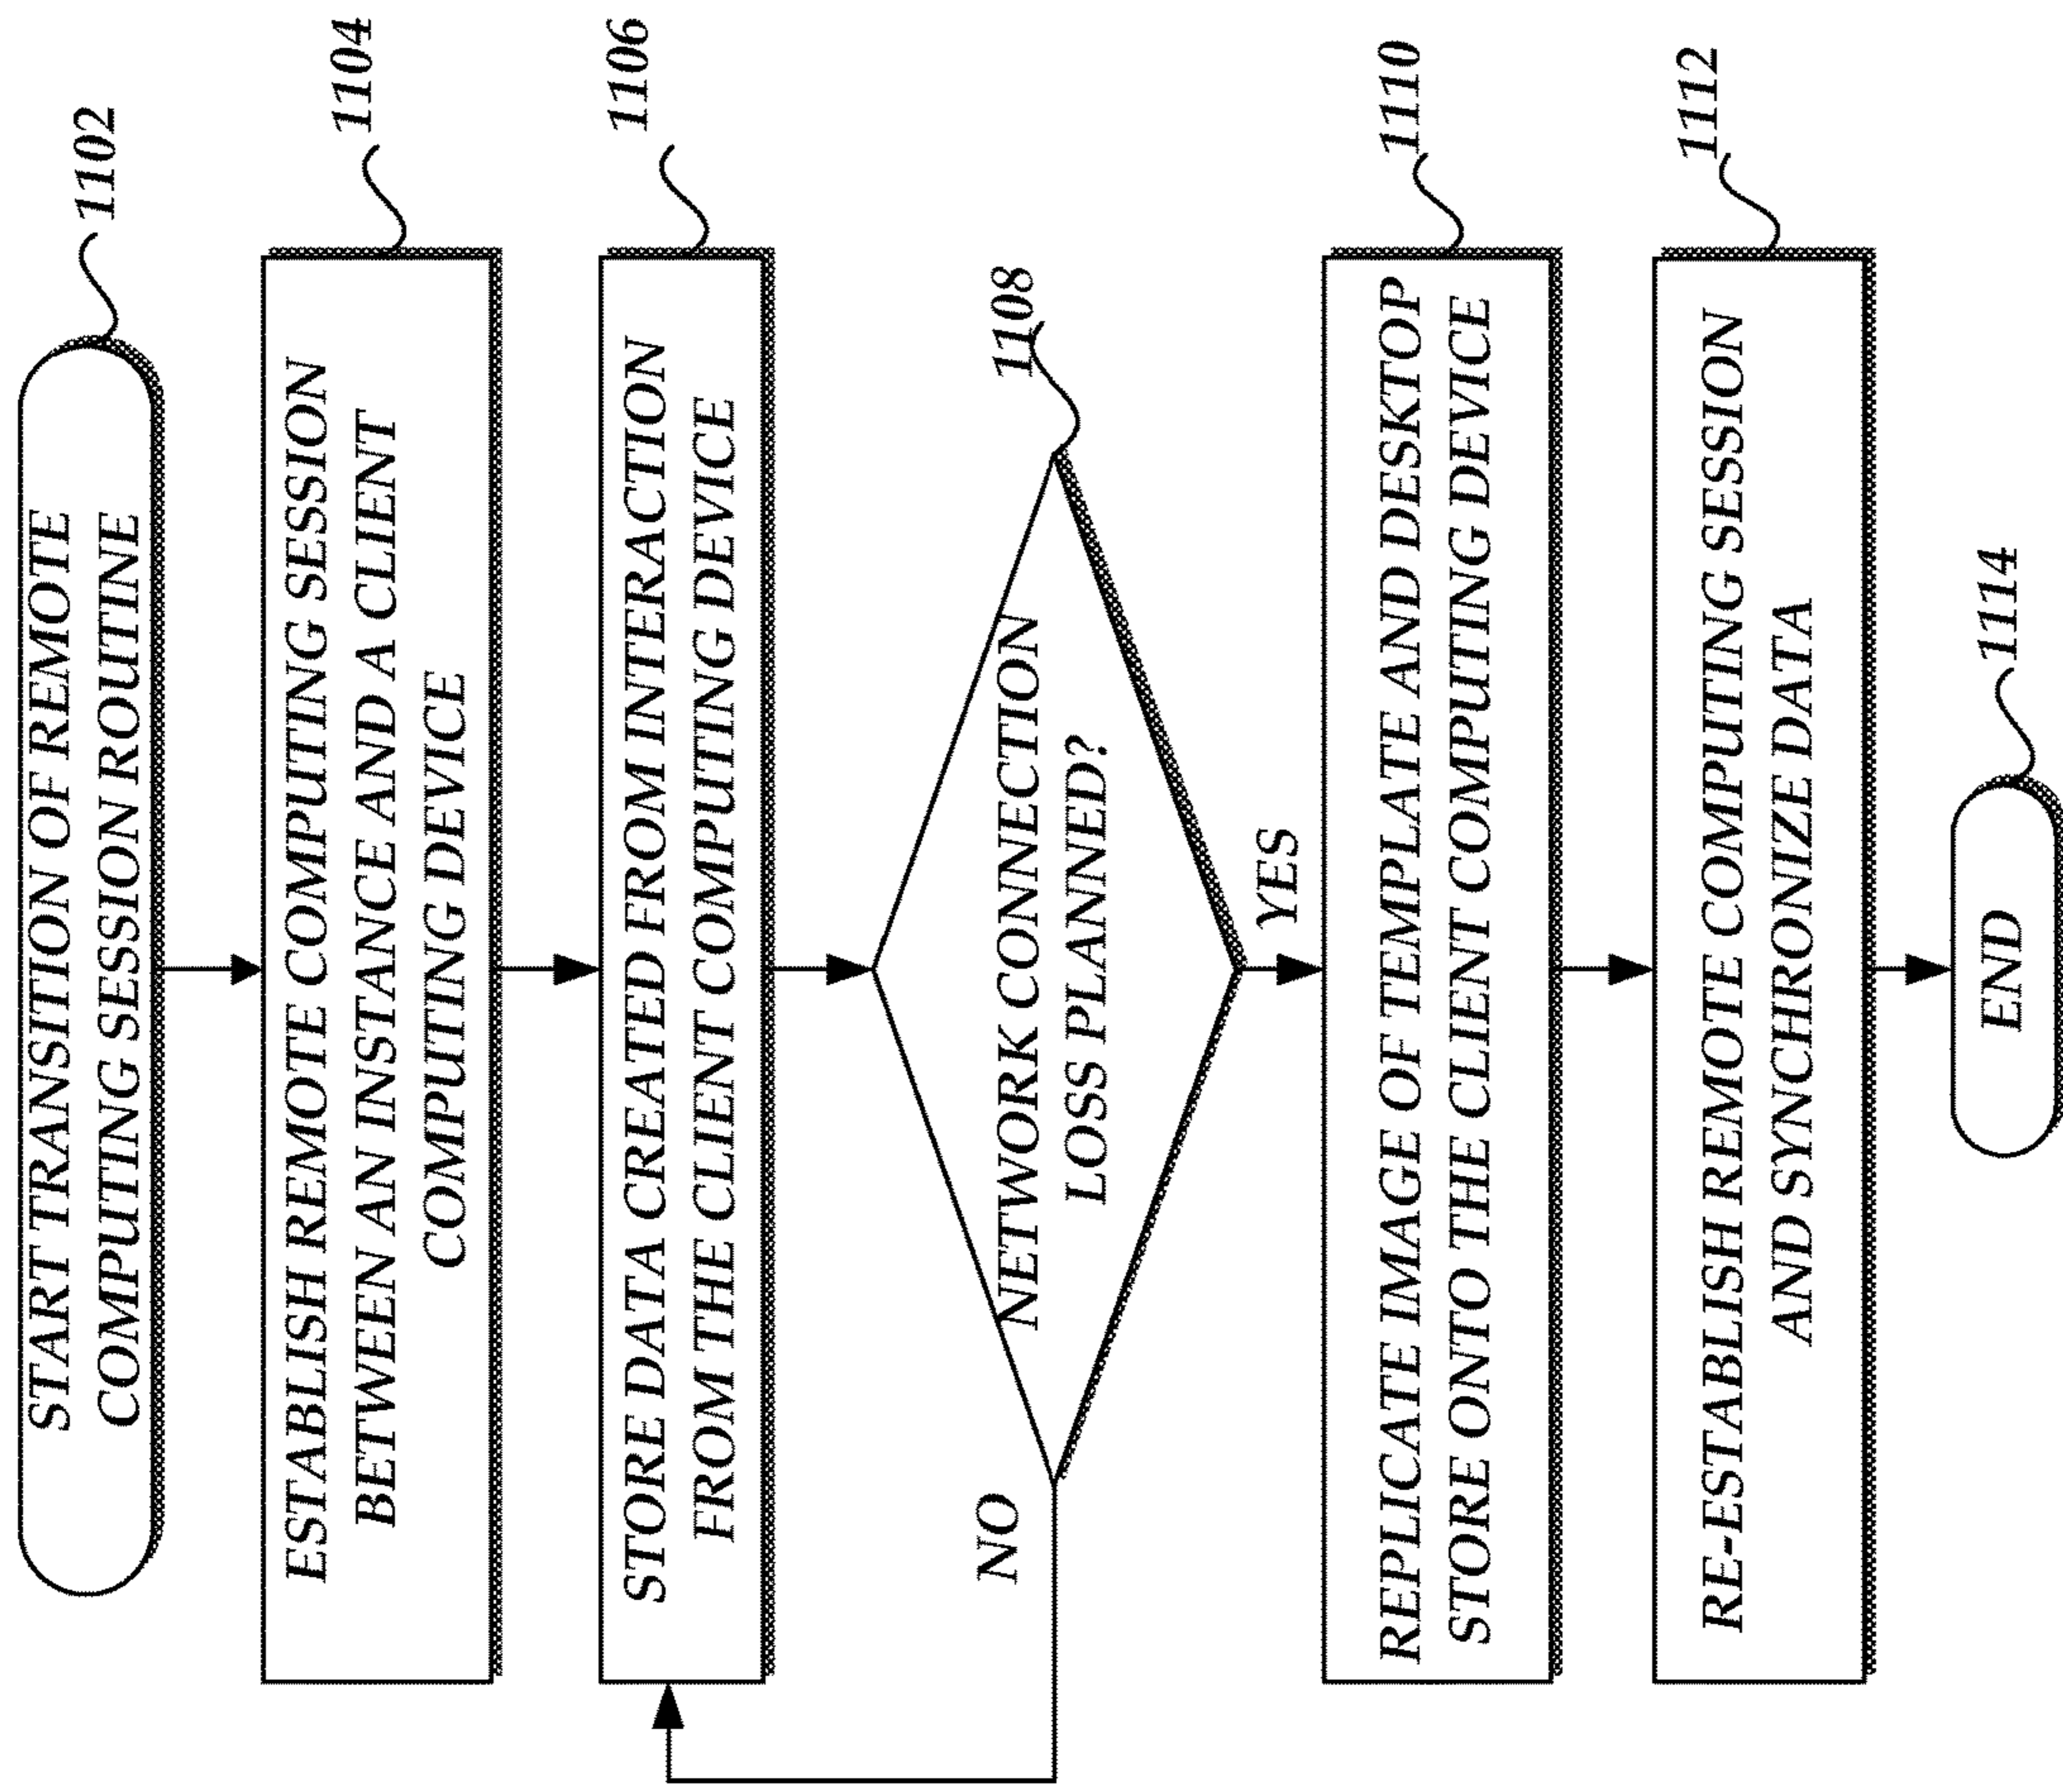 START TRANSITION OF REMOTE
COMPUTING SESSION ROUTINE
1102
ESTABLISH REMOTE COMPUTING SESSION
BETWEEN AN INSTANCE AND A CLIENT
COMPUTING DEVICE
1104
STORE DATA CREATED FROM INTERACTION
FROM THE CLIENT COMPUTING DEVICE
1106
NETWORK CONNECTION
LOSS PLANNED?
1108
NO
YES
REPLICATE IMAGE OF TEMPLATE AND DESKTOP
STORE ONTO THE CLIENT COMPUTING DEVICE
1110
RE-ESTABLISH REMOTE COMPUTING SESSION
AND SYNCHRONIZE DATA
1112
END
1114